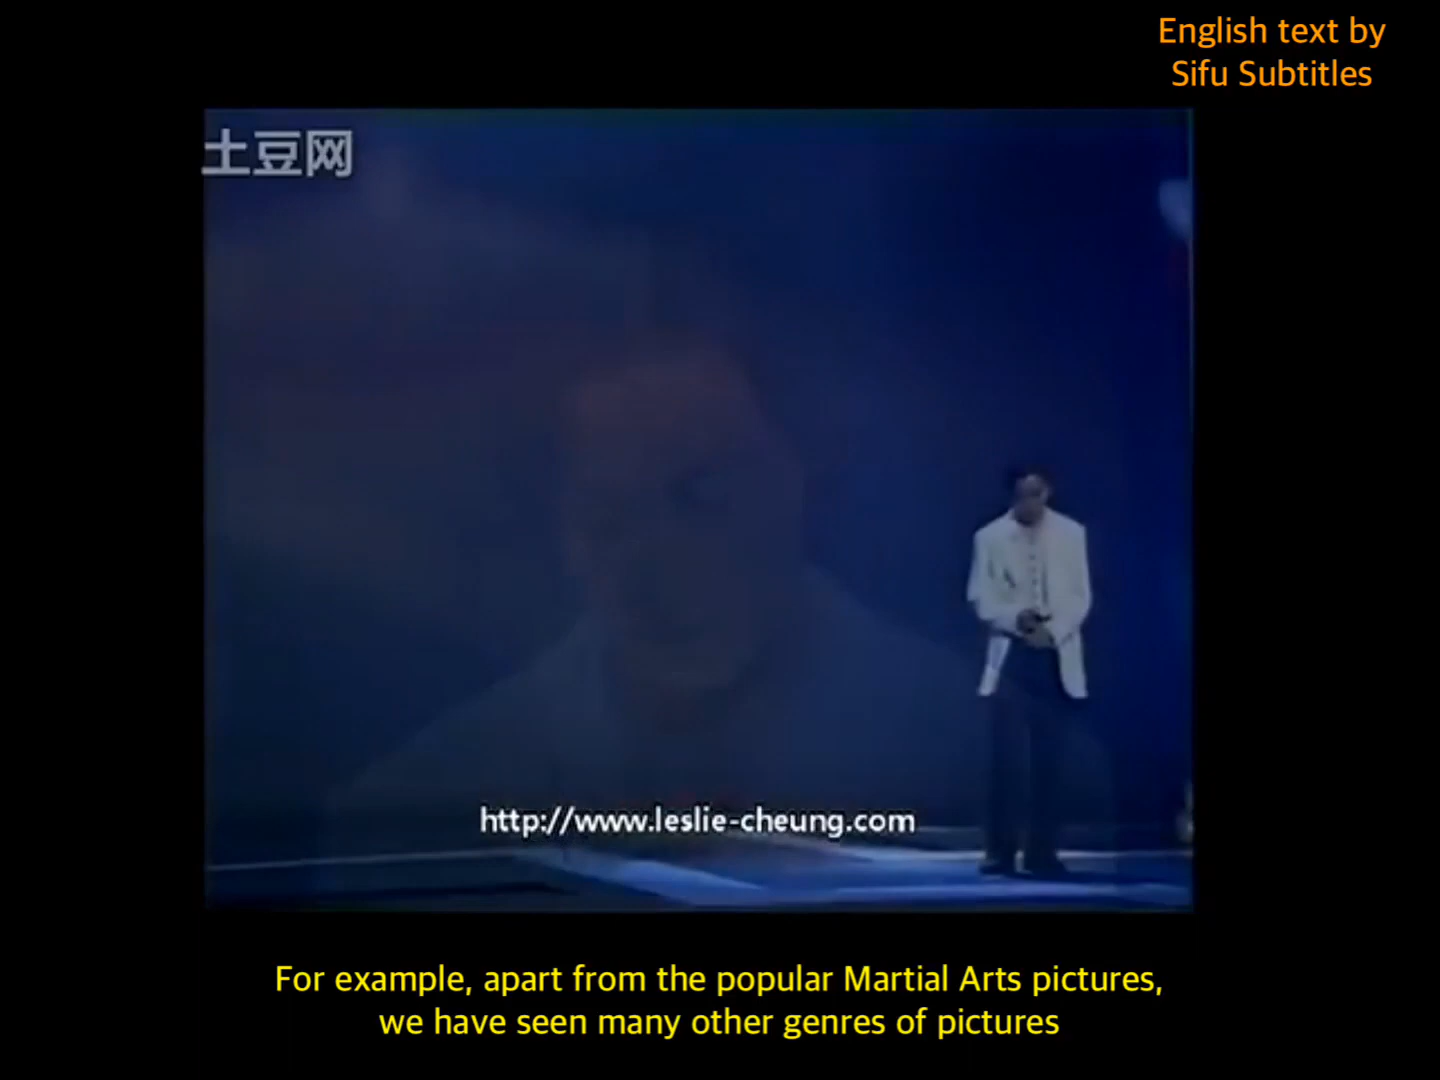 English text by
Sifu Subtitles
土豆网
http://www.leslie-cheung.com
For example, apart from the popular Martial Arts pictures,
we have seen many other genres of pictures